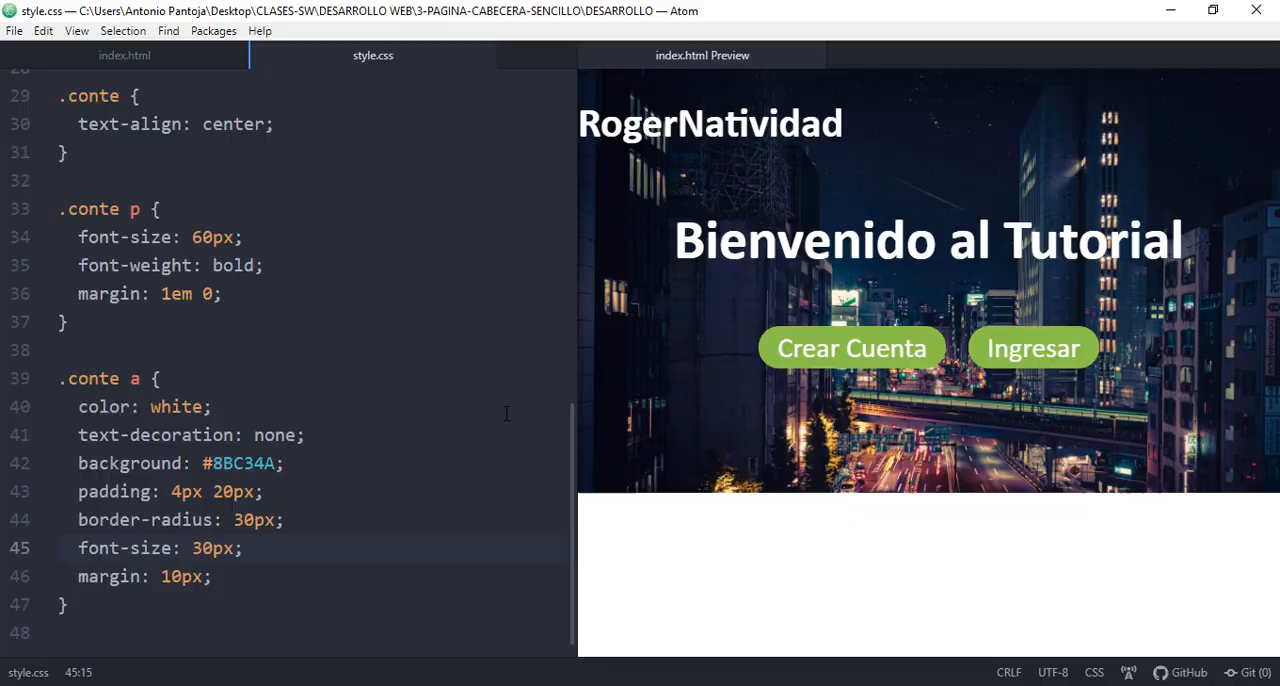 style.css — C:\Users\Antonio Pantoja\Desktop\CLASES-SW\DESARROLLO WEB\3-PAGINA-CABECERA-SENCILLO\DESARROLLO — Atom
File Edit View Selection Find Packages Help
index.html style.css index.html Preview
29 .conte {
30 text-align: center;
31 }
32
33 .conte p {
34 font-size: 60px;
35 font-weight: bold;
36 margin: 1em 0;
37 }
38
39 .conte a {
40 color: white;
41 text-decoration: none;
42 background: #8BC34A;
43 padding: 4px 20px;
44 border-radius: 30px;
45 font-size: 30px;
46 margin: 10px;
47 }
48
RogerNatividad
Bienvenido al Tutorial
Crear Cuenta Ingresar
style.css 45:15 CRLF UTF-8 CSS GitHub Git (0)